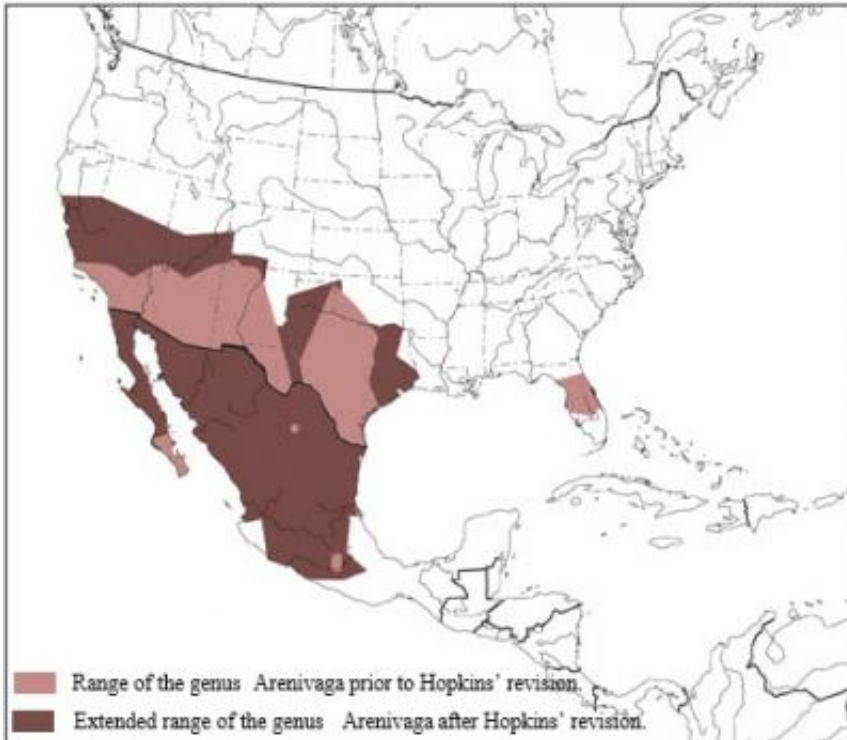 Range of the genus Arenivaga prior to Hopkins' revision.
Extended range of the genus Arenivaga after Hopkins' revision.